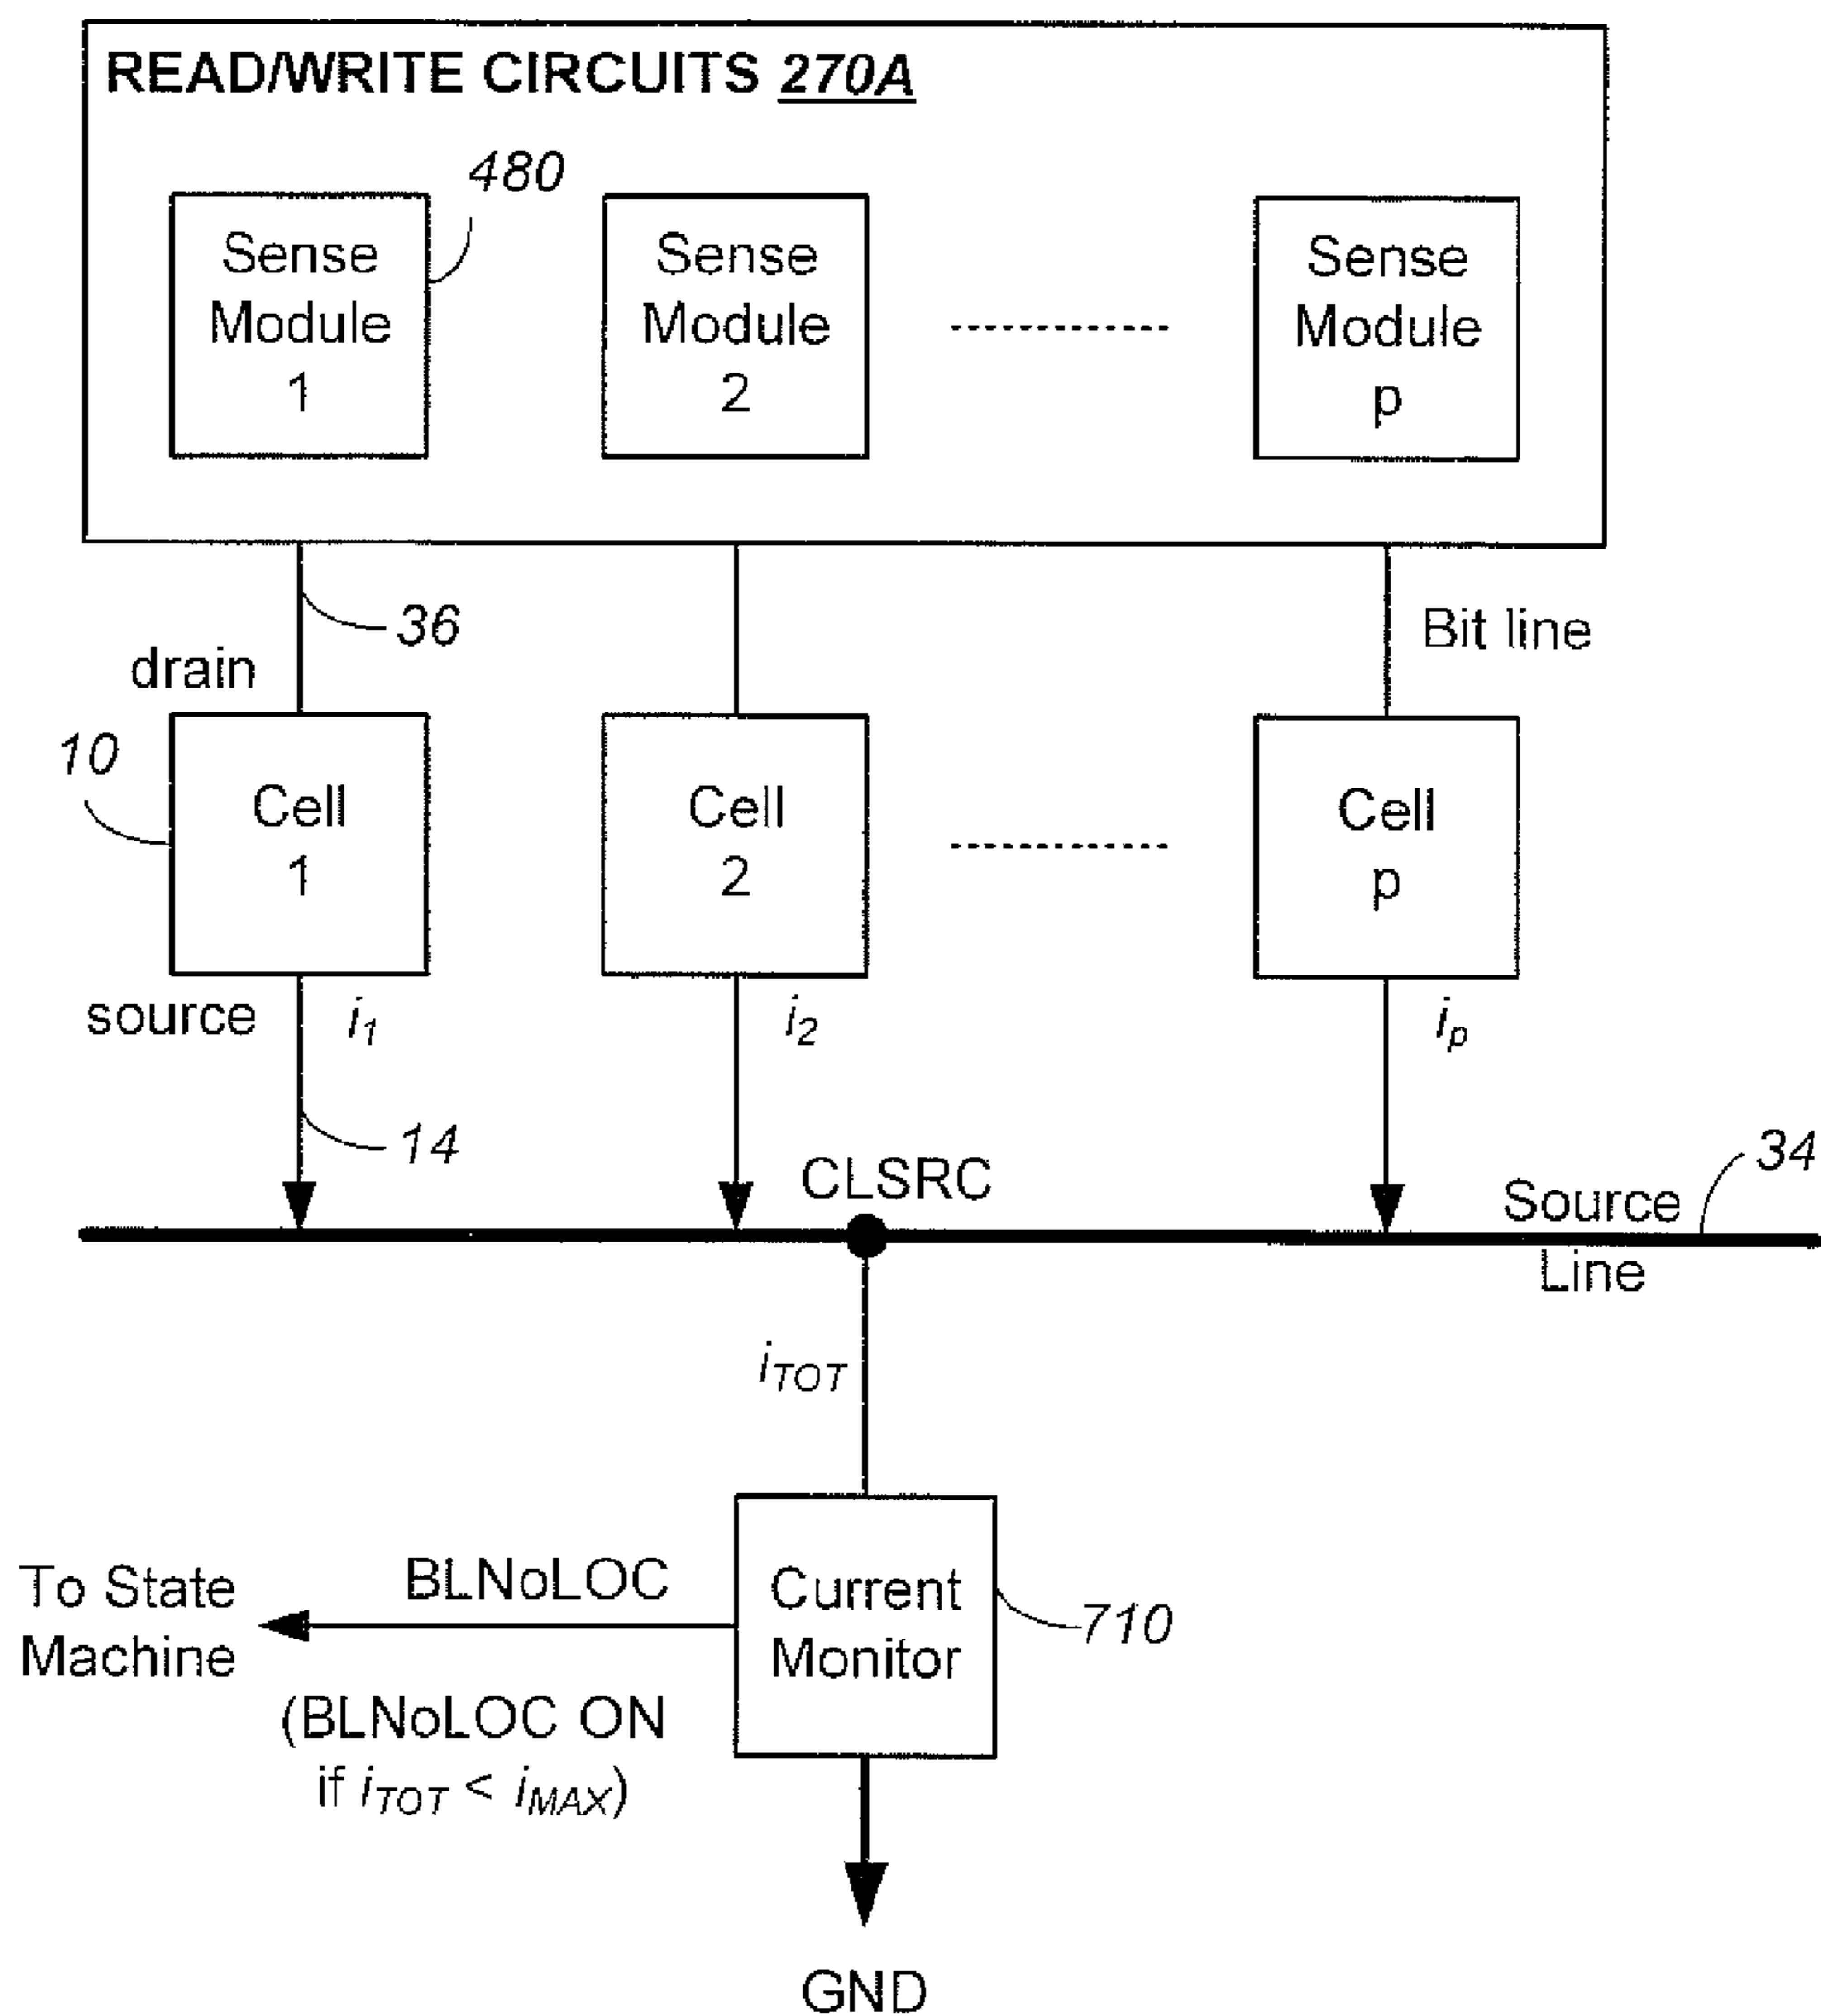 READ/WRITE CIRCUITS 270A
480
Sense
Module
1
Sense
Module
2
Sense
Module
p
36
drain
Bit line
10
Cell
1
Cell
2
Cell
p
source
i1
i2
ip
14
CLSRC
34
Source
Line
iTOT
To State
Machine
BLNoLOC
(BLNoLOC ON
if iTOT < iMAX)
Current
Monitor
710
GND